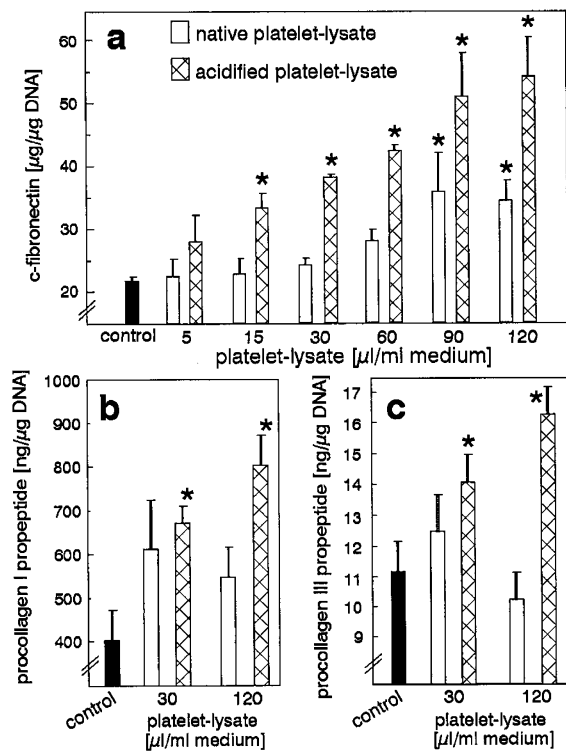 a
native platelet-lysate
acidified platelet-lysate
c-fibronectin [µg/µg DNA]
60
50
40
30
20
* * * * * * *
control 5 15 30 60 90 120
platelet-lysate [µl/ml medium]
b
procollagen I propeptide [ng/µg DNA]
1000
900
800
700
600
500
400
* *
control 30 120
platelet-lysate
[µl/ml medium]
c
procollagen III propeptide [ng/µg DNA]
17
16
15
14
13
12
11
10
9
* *
control 30 120
platelet-lysate
[µl/ml medium]